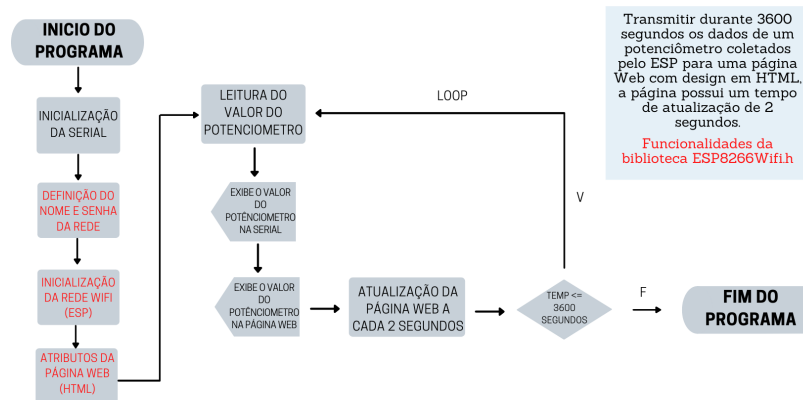 INICIO DO
PROGRAMA
INICIALIZAÇÃO
DA SERIAL
DEFINIÇÃO DO
NOME E SENHA
DA REDE
INICIALIZAÇÃO
DA REDE WIFI
(ESP)
ATRIBUTOS DA
PÁGINA WEB
(HTML)
LEITURA DO
VALOR DO
POTENCIOMETRO
EXIBE O VALOR
DO
POTÊNCIOMETRO
NA SERIAL
EXIBE O VALOR
DO
POTÊNCIOMETRO
NA PÁGINA WEB
ATUALIZAÇÃO DA
PÁGINA WEB A
CADA 2 SEGUNDOS
TEMP <=
3600
SEGUNDOS
LOOP
V
F
FIM DO
PROGRAMA
Transmitir durante 3600
segundos os dados de um
potenciômetro coletados
pelo ESP para uma página
Web com design em HTML,
a página possui um tempo
de atualização de 2
segundos.
Funcionalidades da
biblioteca ESP8266Wifi.h